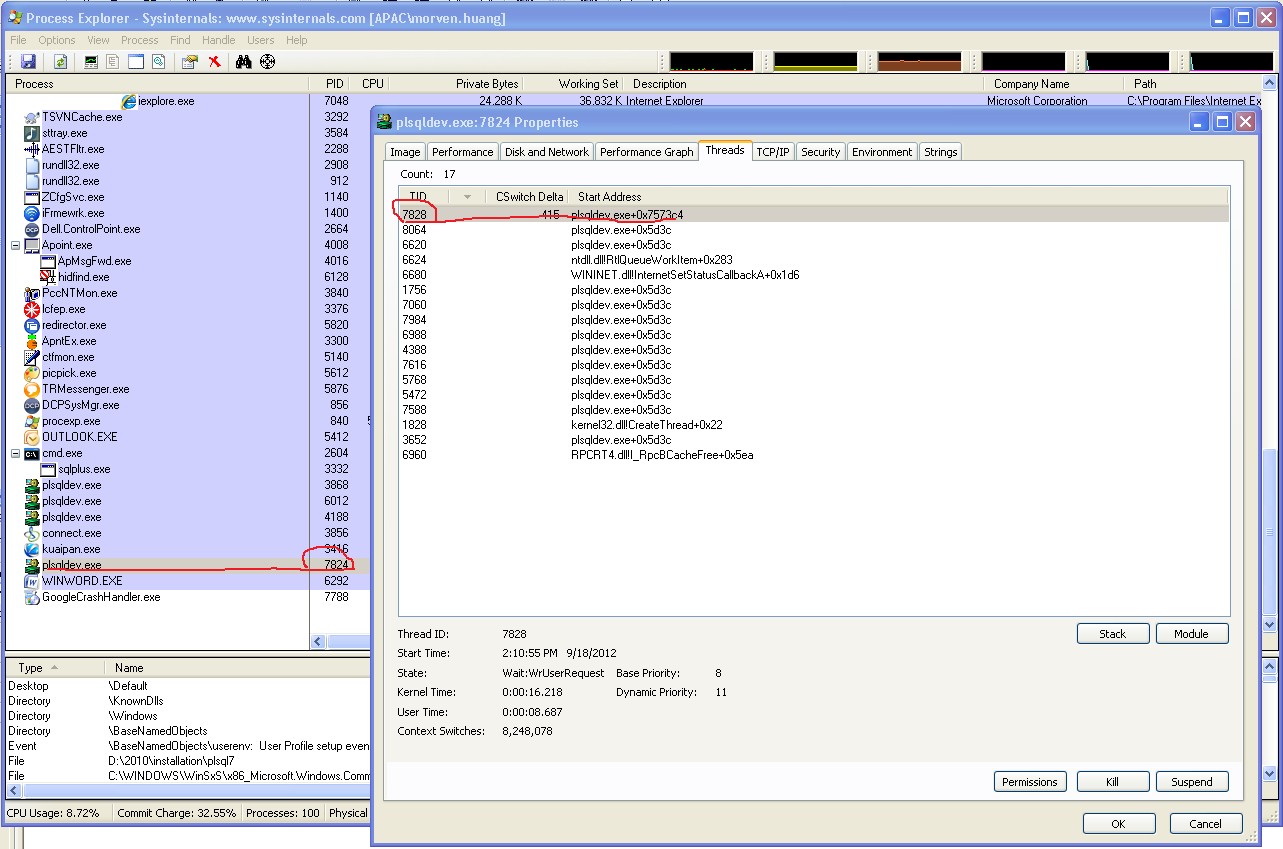 Process Explorer - Sysinternals: www.sysinternals.com [APAC\morven.huang]
File Options View Process Find Handle Users Help
Process PID CPU Private Bytes Working Set Description Company Name Path
iexplore.exe 7048 24,288 K 36,832 K Internet Explorer Microsoft Corporation C:\Program Files\Internet Ex
TSVNCache.exe 3292
sttray.exe 3584
AESTFltr.exe 2288
rundll32.exe 2908
rundll32.exe 912
ZCfgSvc.exe 1140
iFrmewrk.exe 1400
Dell.ControlPoint.exe 2664
Apoint.exe 4008
ApMsgFwd.exe 4016
hidfind.exe 6128
PccNTMon.exe 3840
lcfep.exe 3376
redirector.exe 5820
ApntEx.exe 3300
ctfmon.exe 5140
picpick.exe 5612
TRMessenger.exe 5876
DCPSysMgr.exe 856
procexp.exe 840 5
OUTLOOK.EXE 5412
cmd.exe 2604
sqlplus.exe 3332
plsqldev.exe 3868
plsqldev.exe 6012
plsqldev.exe 4188
connect.exe 3856
kuaipan.exe 3416
plsqldev.exe 7824
WINWORD.EXE 6292
GoogleCrashHandler.exe 7788
Type Name
Desktop \Default
Directory \KnownDlls
Directory \Windows
Directory \BaseNamedObjects
Event \BaseNamedObjects\userenv: User Profile setup even
File D:\2010\installation\plsql7
File C:\WINDOWS\WinSxS\x86_Microsoft.Windows.Comm
CPU Usage: 8.72% Commit Charge: 32.55% Processes: 100 Physical
plsqldev.exe:7824 Properties
Image Performance Disk and Network Performance Graph Threads TCP/IP Security Environment Strings
Count: 17
TID CSwitch Delta Start Address
7828 415 plsqldev.exe+0x7573c4
8064 plsqldev.exe+0x5d3c
6620 plsqldev.exe+0x5d3c
6624 ntdll.dll!RtlQueueWorkItem+0x283
6680 WININET.dll!InternetSetStatusCallbackA+0x1d6
1756 plsqldev.exe+0x5d3c
7060 plsqldev.exe+0x5d3c
7984 plsqldev.exe+0x5d3c
6988 plsqldev.exe+0x5d3c
4388 plsqldev.exe+0x5d3c
7616 plsqldev.exe+0x5d3c
5768 plsqldev.exe+0x5d3c
5472 plsqldev.exe+0x5d3c
7588 plsqldev.exe+0x5d3c
1828 kernel32.dll!CreateThread+0x22
3652 plsqldev.exe+0x5d3c
6960 RPCRT4.dll!I_RpcBCacheFree+0x5ea
Thread ID: 7828
Stack Module
Start Time: 2:10:55 PM 9/18/2012
State: Wait:WrUserRequest Base Priority: 8
Kernel Time: 0:00:16.218 Dynamic Priority: 11
User Time: 0:00:08.687
Context Switches: 8,248,078
Permissions Kill Suspend
OK Cancel